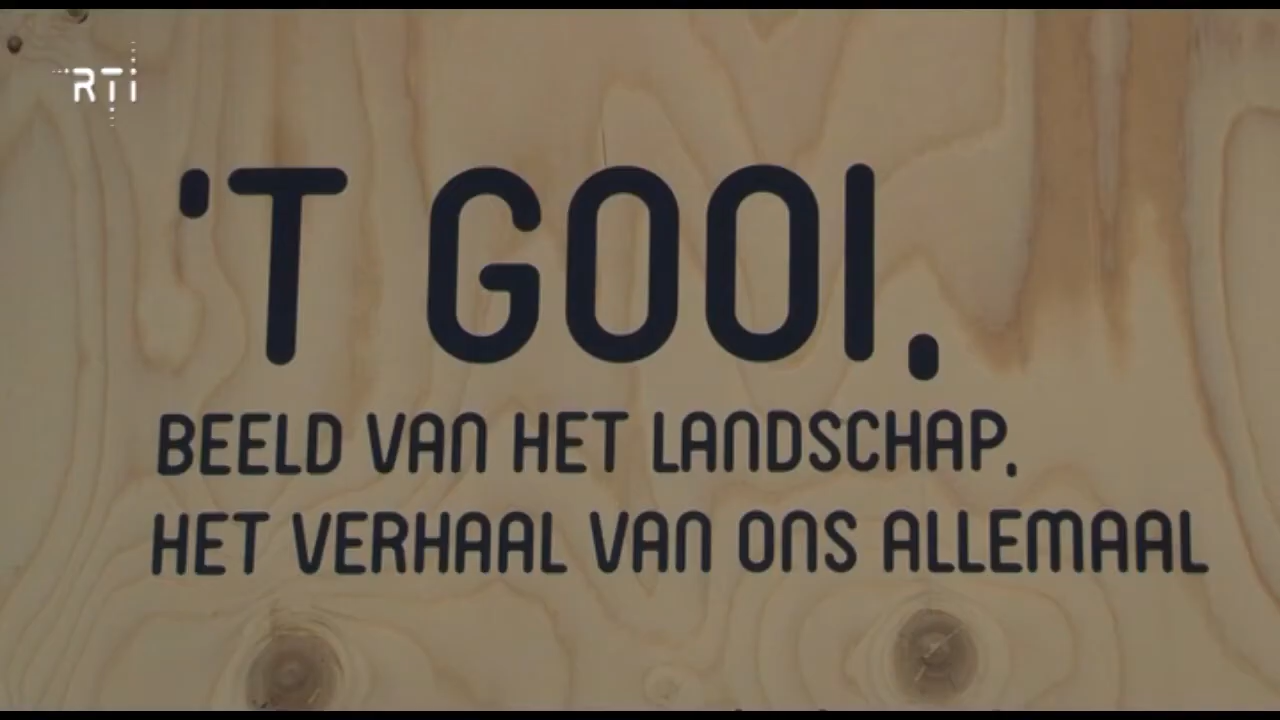 RTi
'T GOOI,
BEELD VAN HET LANDSCHAP,
HET VERHAAL VAN ONS ALLEMAAL